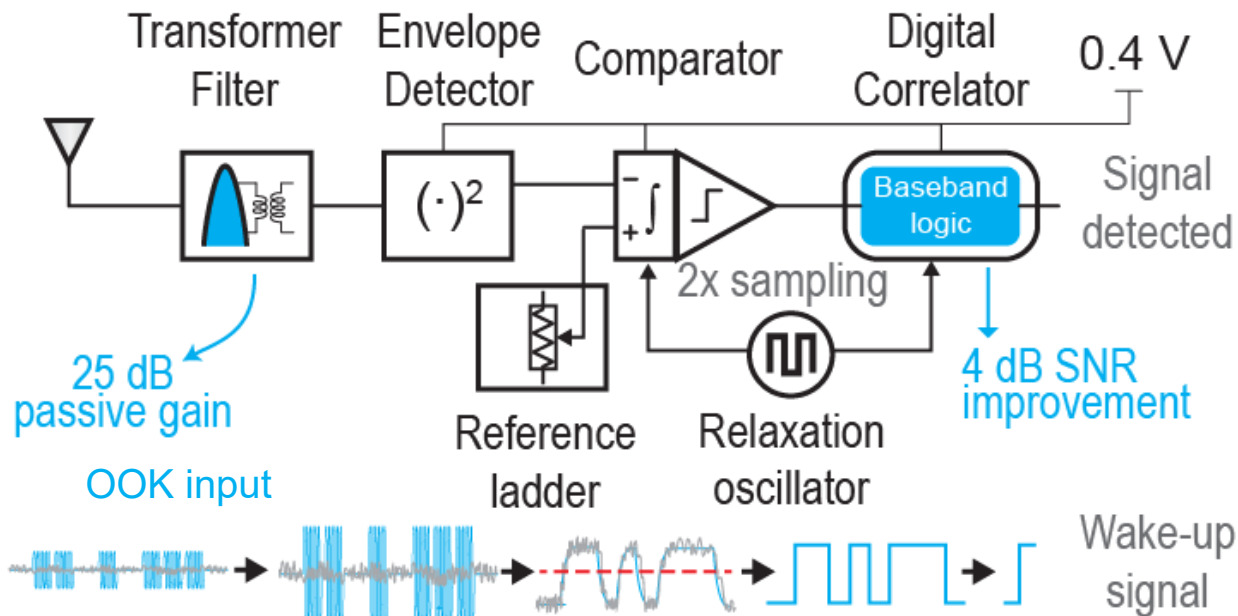 Transformer
Filter
Envelope
Detector
Comparator
Digital
Correlator
0.4 V
(·)²
−
+
∫
Baseband
logic
Signal
detected
2x sampling
25 dB
passive gain
4 dB SNR
improvement
Reference
ladder
Relaxation
oscillator
OOK input
Wake-up
signal